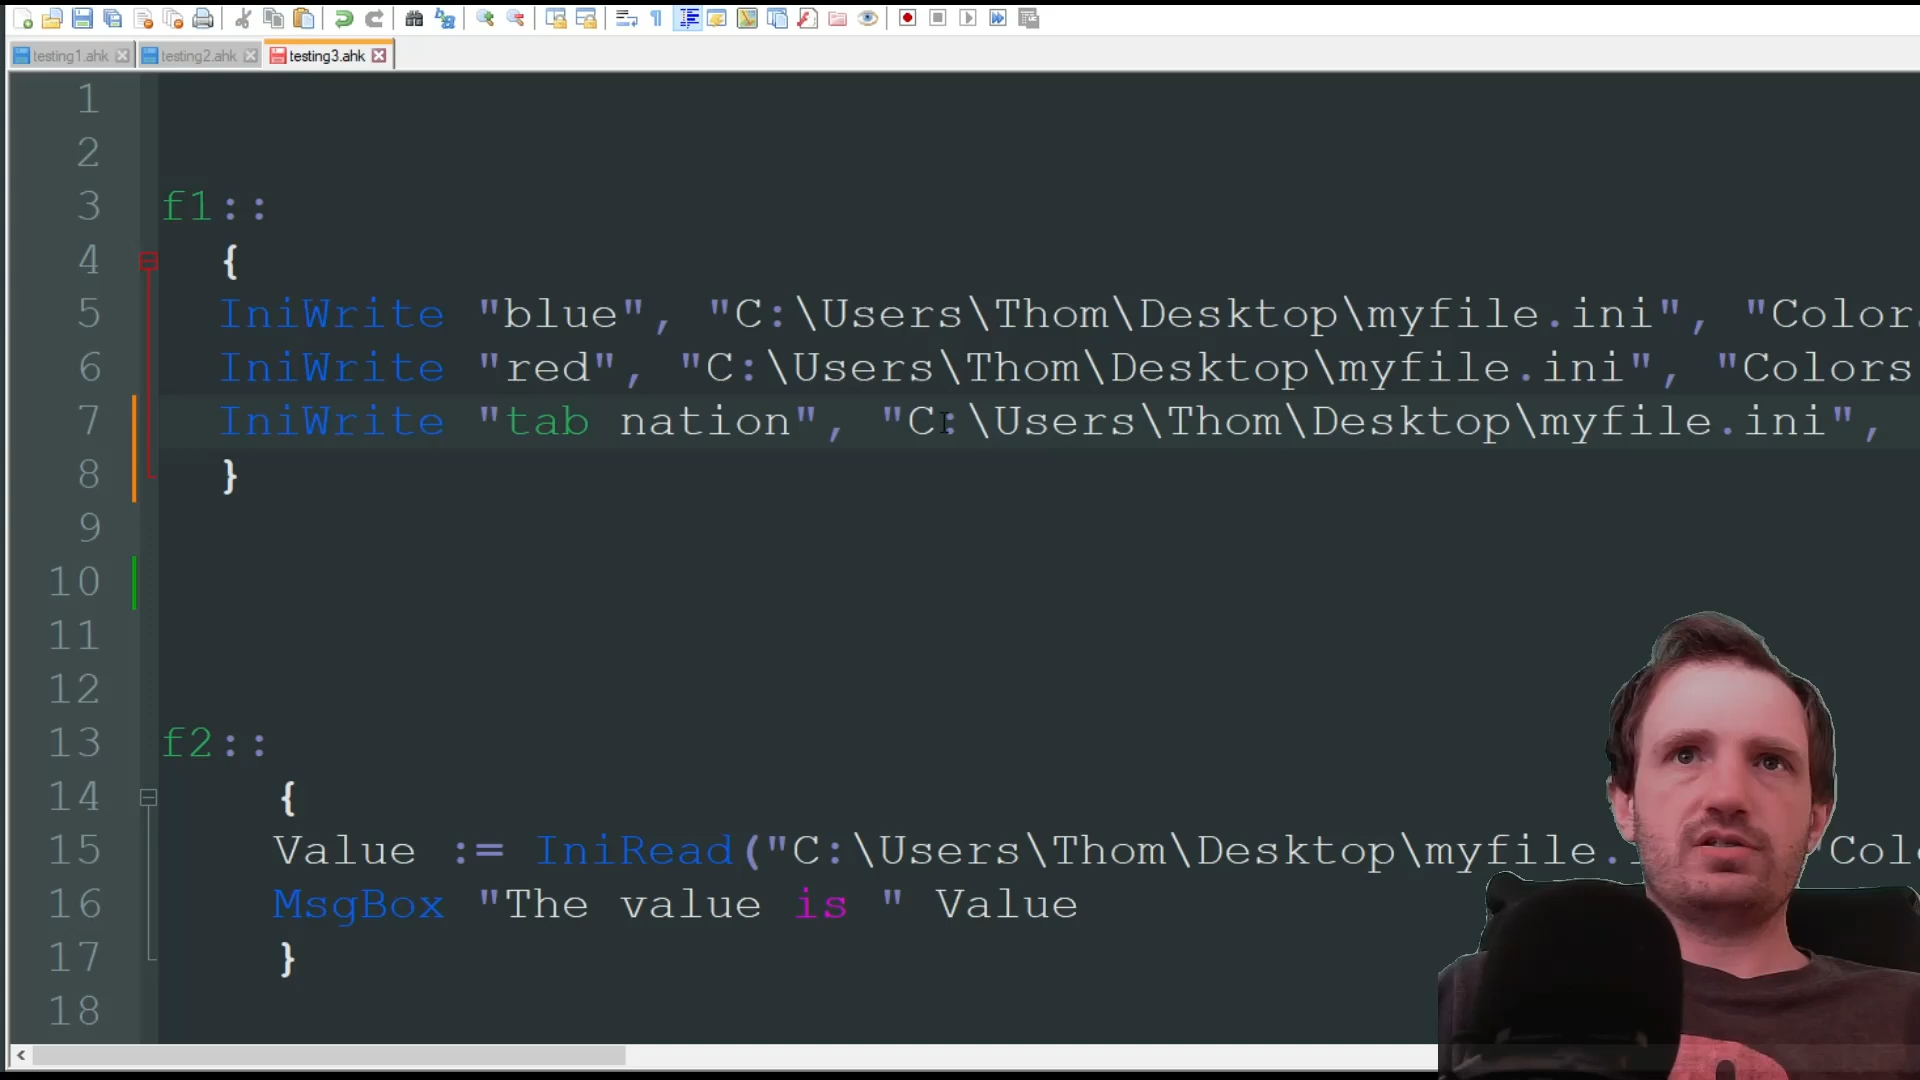 testing1.ahk testing2.ahk testing3.ahk
1
2
3 f1::
4 {
5 IniWrite "blue", "C:\Users\Thom\Desktop\myfile.ini", "Color
6 IniWrite "red", "C:\Users\Thom\Desktop\myfile.ini", "Colors
7 IniWrite "tab nation", "C:\Users\Thom\Desktop\myfile.ini",
8 }
9
10
11
12
13 f2::
14 {
15 Value := IniRead("C:\Users\Thom\Desktop\myfile. "Col
16 MsgBox "The value is " Value
17 }
18